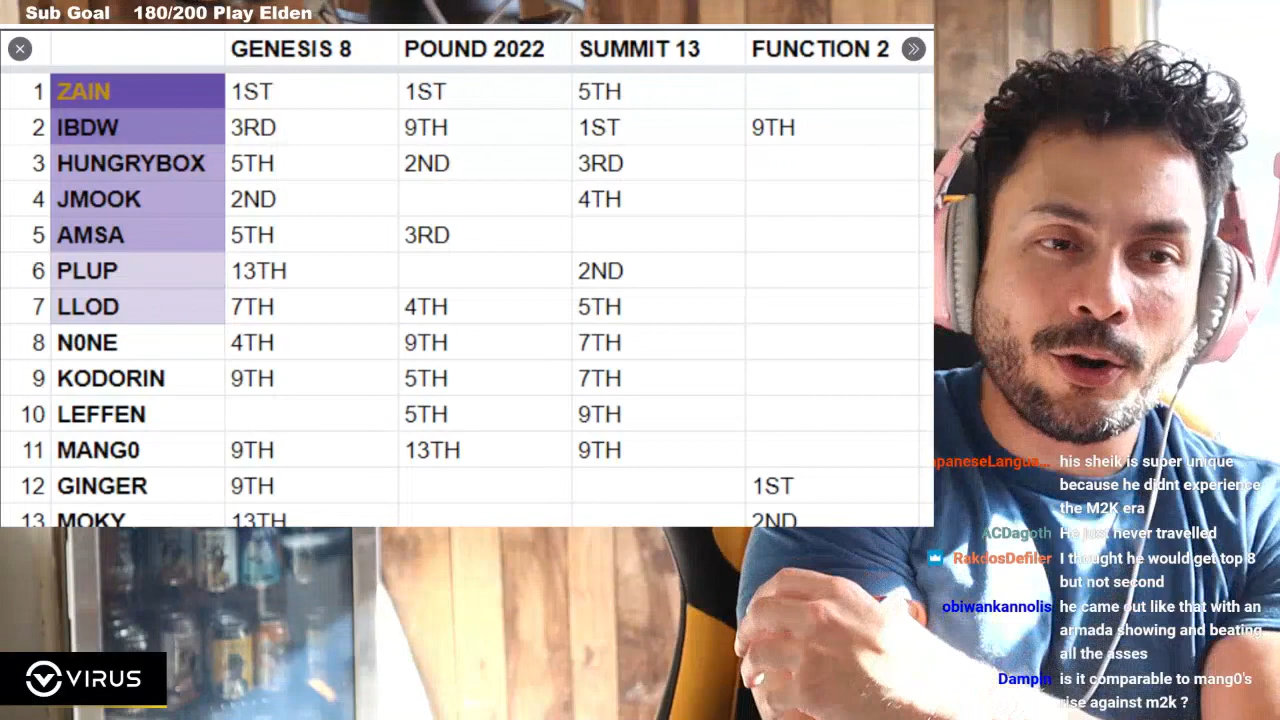 Sub Goal 180/200 Play Elden
GENESIS 8 POUND 2022 SUMMIT 13 FUNCTION 2
1 ZAIN 1ST 1ST 5TH
2 IBDW 3RD 9TH 1ST 9TH
3 HUNGRYBOX 5TH 2ND 3RD
4 JMOOK 2ND 4TH
5 AMSA 5TH 3RD
6 PLUP 13TH 2ND
7 LLOD 7TH 4TH 5TH
8 N0NE 4TH 9TH 7TH
9 KODORIN 9TH 5TH 7TH
10 LEFFEN 5TH 9TH
11 MANG0 9TH 13TH 9TH
12 GINGER 9TH 1ST
13 MOKY 13TH 2ND
apaneseLangua... his sheik is super unique
because he didnt experience
the M2K era
ACDagoth He just never travelled
RakdosDefiler I thought he would get top 8
but not second
obiwankannolis he came out like that with an
armada showing and beating
all the asses
Dampin is it comparable to mang0's
rise against m2k ?
VIRUS